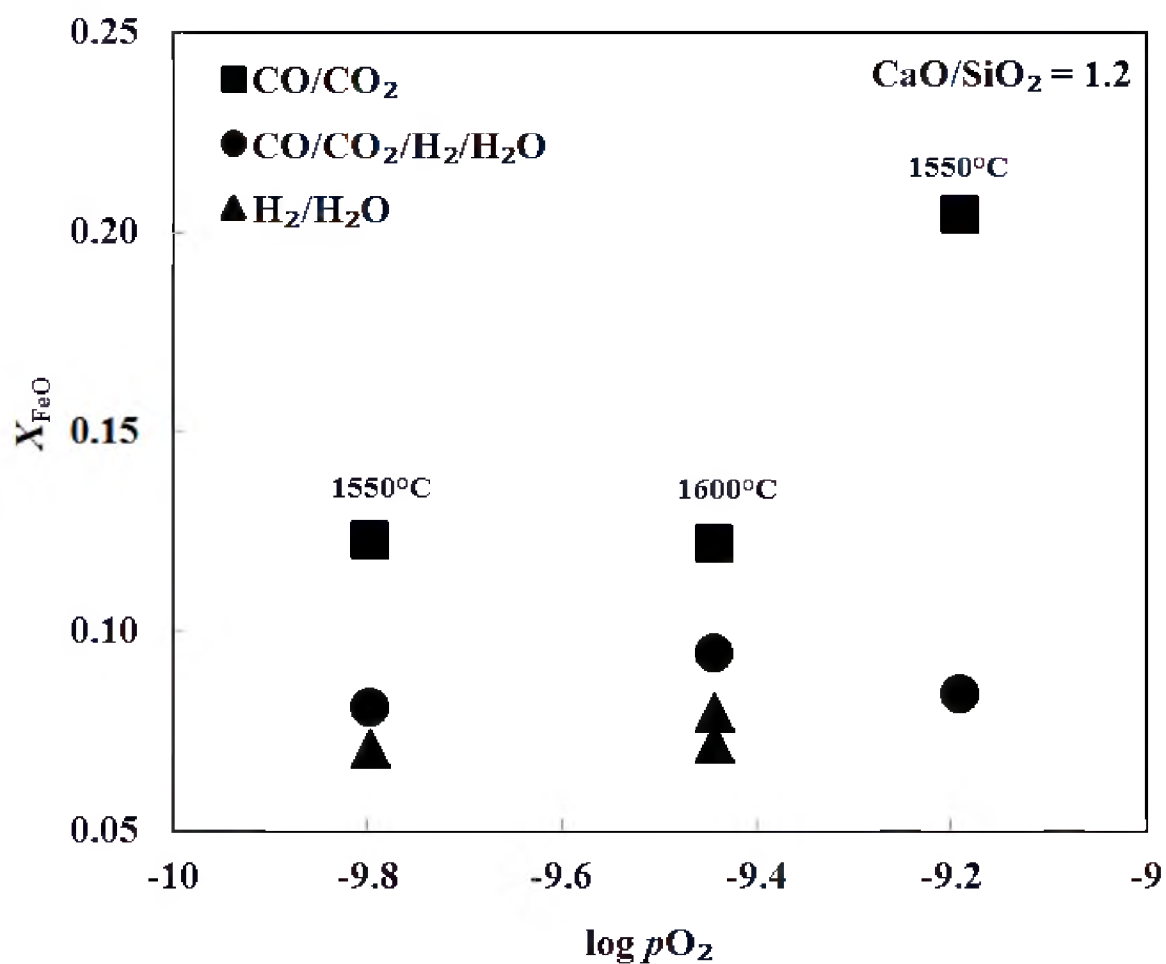 0.25
■ CO/CO₂
CaO/SiO₂ = 1.2
● CO/CO₂/H₂/H₂O
1550°C
▲ H₂/H₂O
0.20
X_FeO
0.15
1550°C
1600°C
0.10
0.05
-10
-9.8
-9.6
-9.4
-9.2
-9
log pO₂